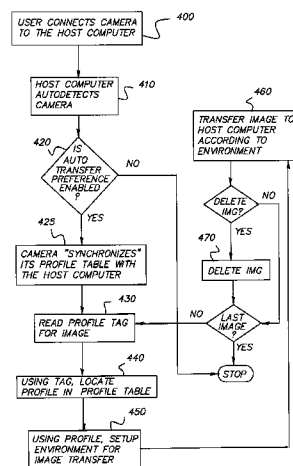 USER CONNECTS CAMERA
TO THE HOST COMPUTER
400
HOST COMPUTER
AUTODETECTS
CAMERA
410
420
IS
AUTO
TRANSFER
PREFERENCE
ENABLED
?
NO
YES
425
CAMERA "SYNCHRONIZES"
ITS PROFILE TABLE WITH
THE HOST COMPUTER
430
READ PROFILE TAG
FOR IMAGE
440
USING TAG, LOCATE
PROFILE IN PROFILE TABLE
450
USING PROFILE, SETUP
ENVIRONMENT FOR
IMAGE TRANSFER
460
TRANSFER IMAGE TO
HOST COMPUTER
ACCORDING TO
ENVIRONMENT
DELETE
IMG?
NO
YES
470
DELETE IMG
NO
LAST
IMAGE
?
YES
STOP